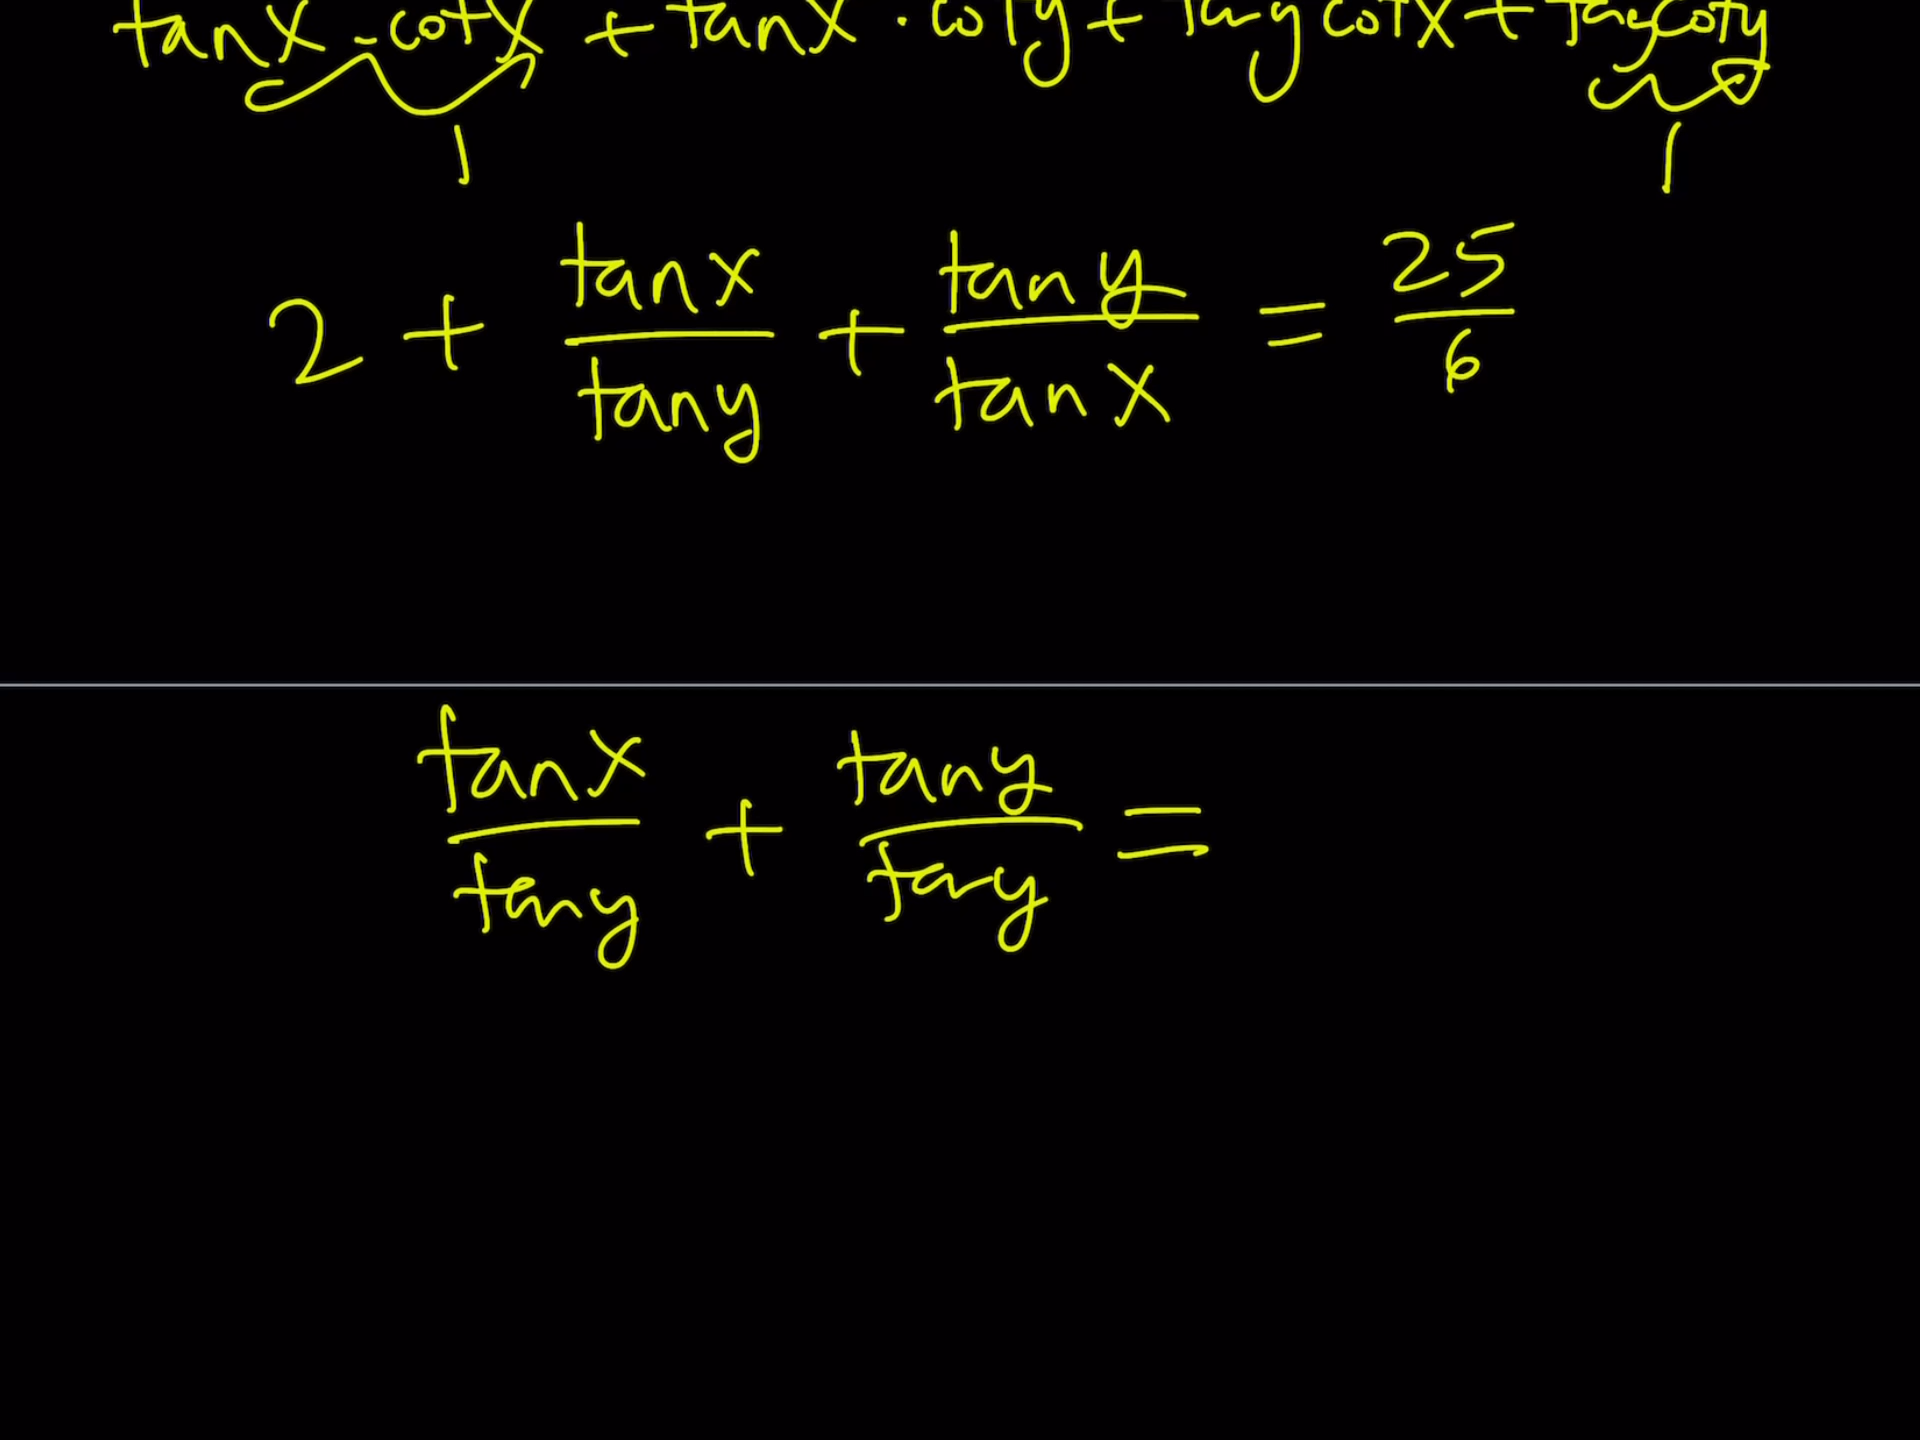 tanx · cotx + tanx · coty + tany cotx + tany coty
1 1
2 + tanx/tany + tany/tanx = 25/6
tanx/tany + tany/tany =